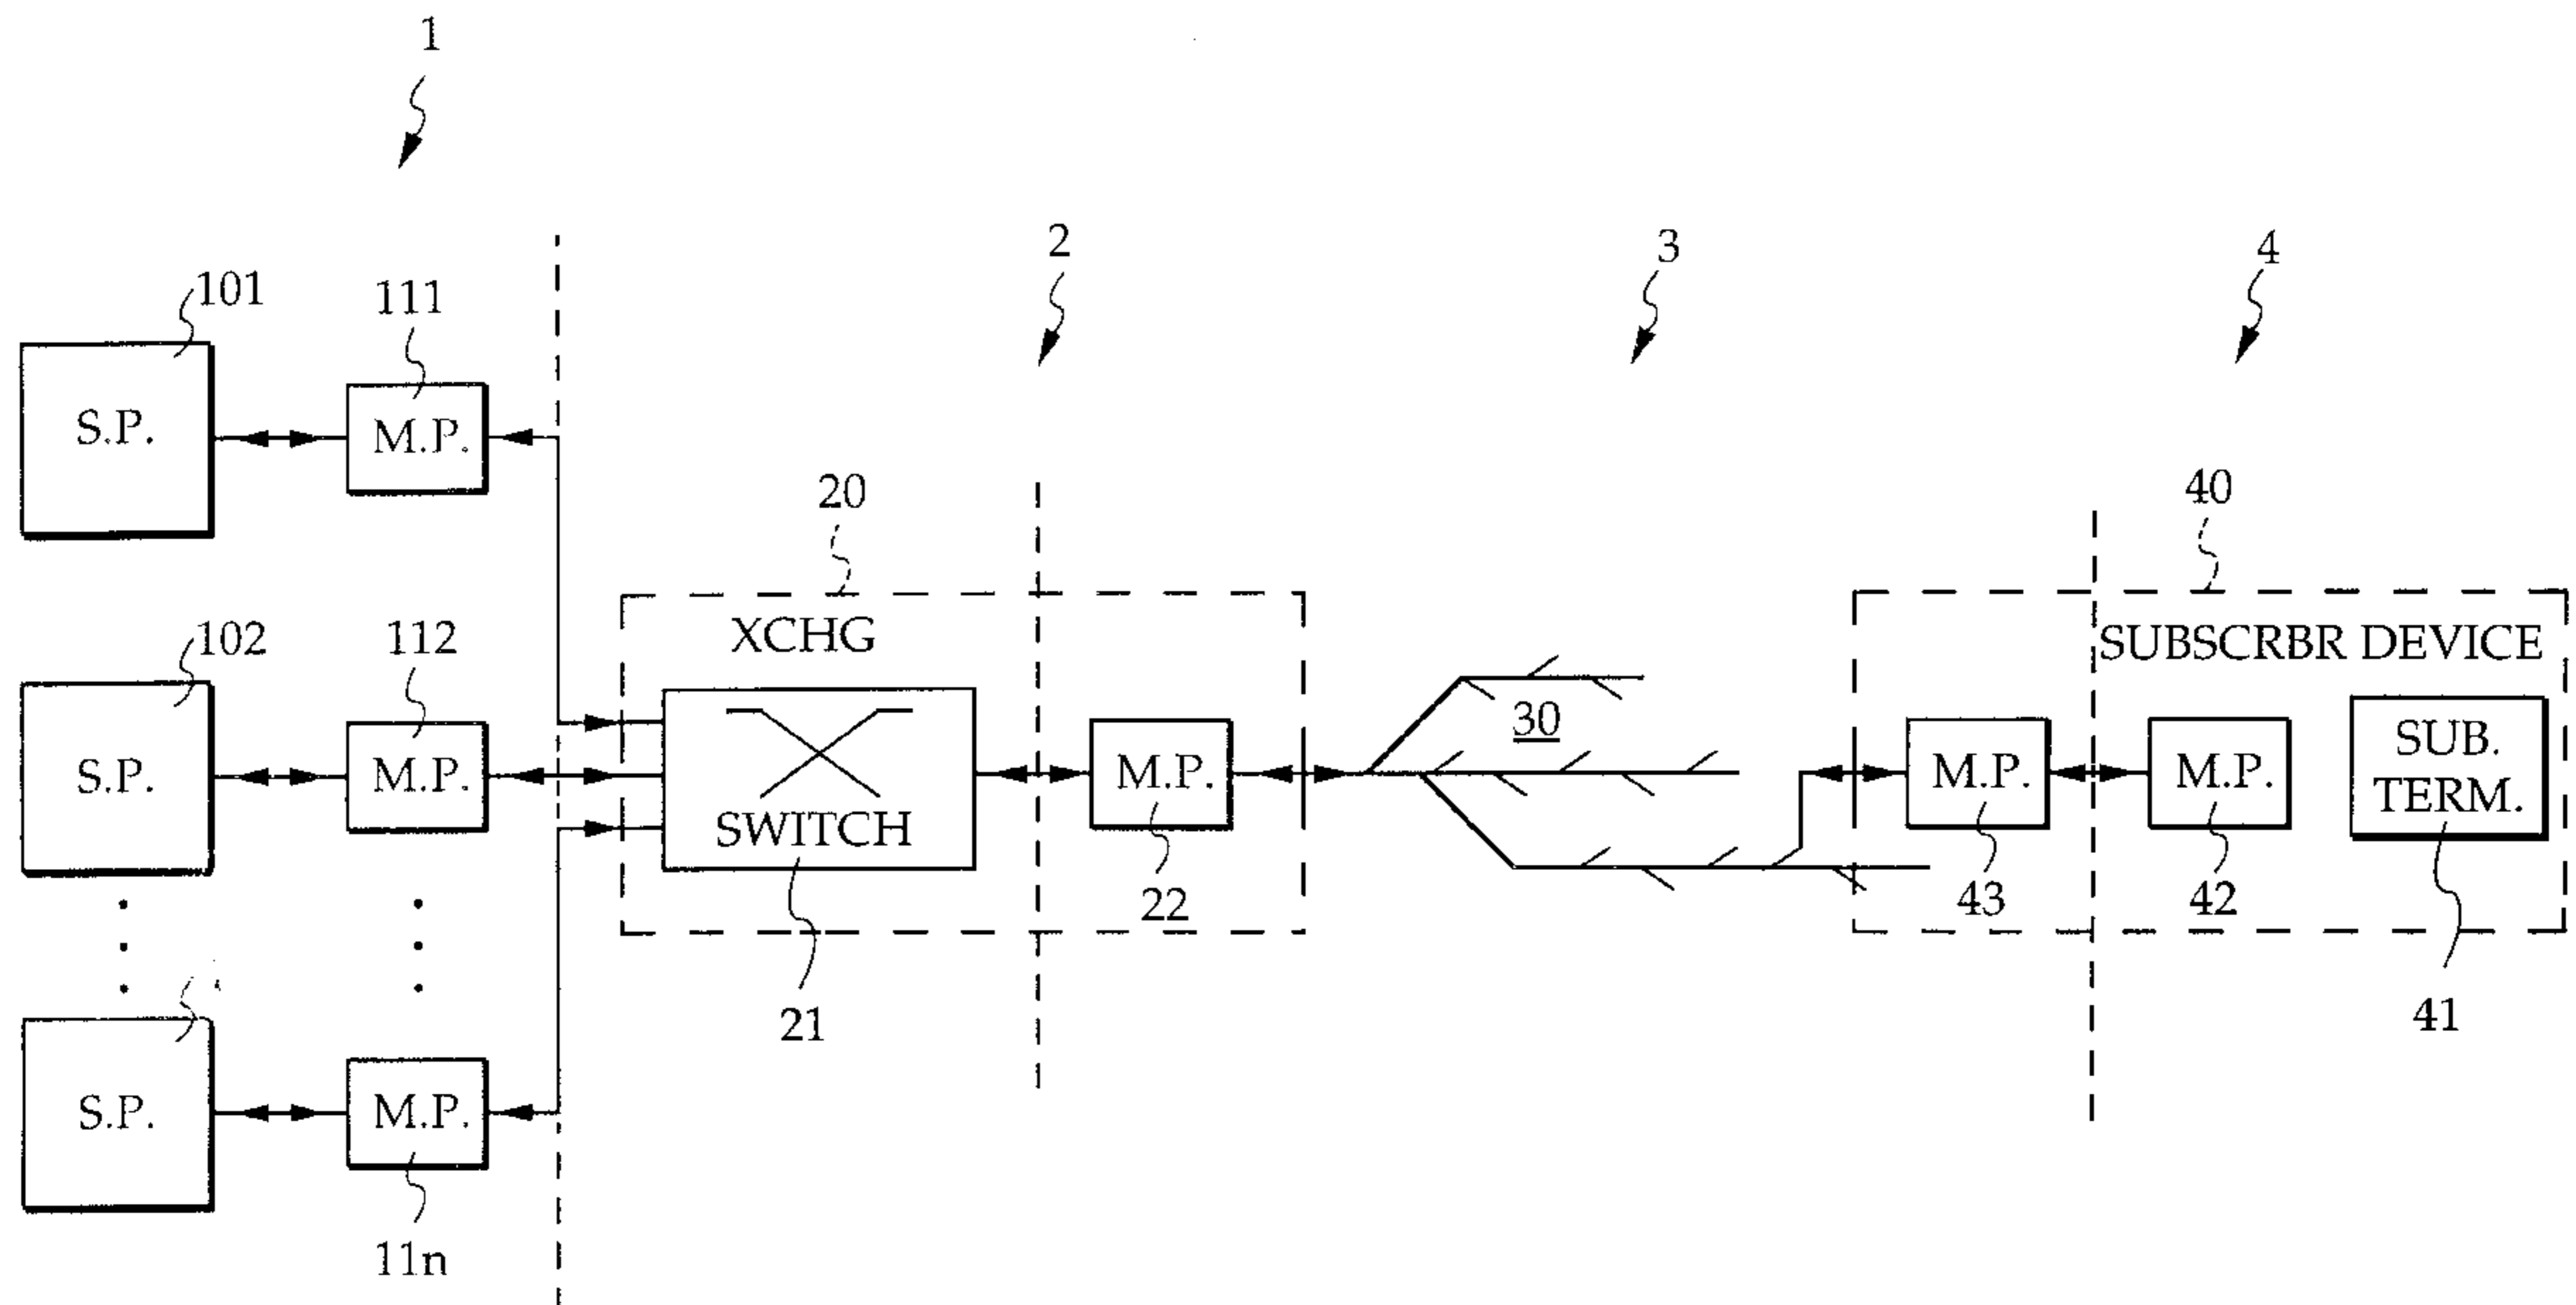 1
2
3
4
101
111
S.P.
M.P.
20
40
102
112
XCHG
SUBSCRBR DEVICE
S.P.
M.P.
30
M.P.
M.P.
M.P.
SUB.
TERM.
SWITCH
22
43
42
21
41
S.P.
M.P.
11n